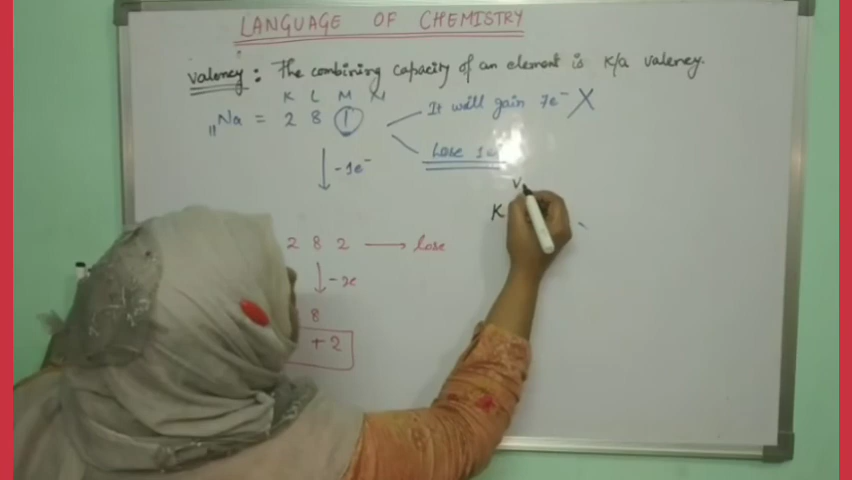 LANGUAGE OF CHEMISTRY
Valency : The combining capacity of an element is K/a valency.
K L M N
11Na = 2 8 1
It will gain 7e⁻ X
Lose 1
-1e⁻
V
K
2 8 2 → lose
-2e
8
+2